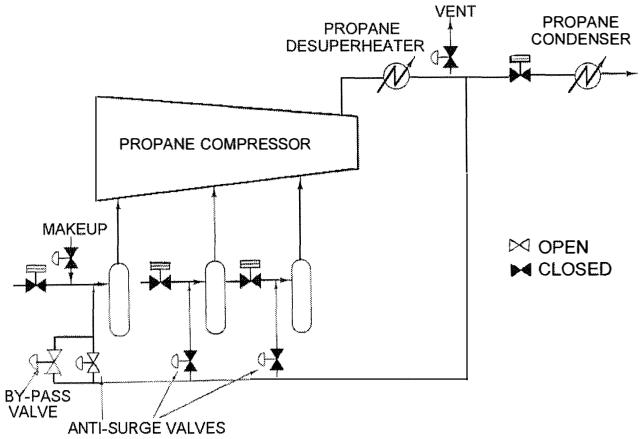 VENT
PROPANE
DESUPERHEATER
PROPANE
CONDENSER
PROPANE COMPRESSOR
MAKEUP
OPEN
CLOSED
BY-PASS
VALVE
ANTI-SURGE VALVES